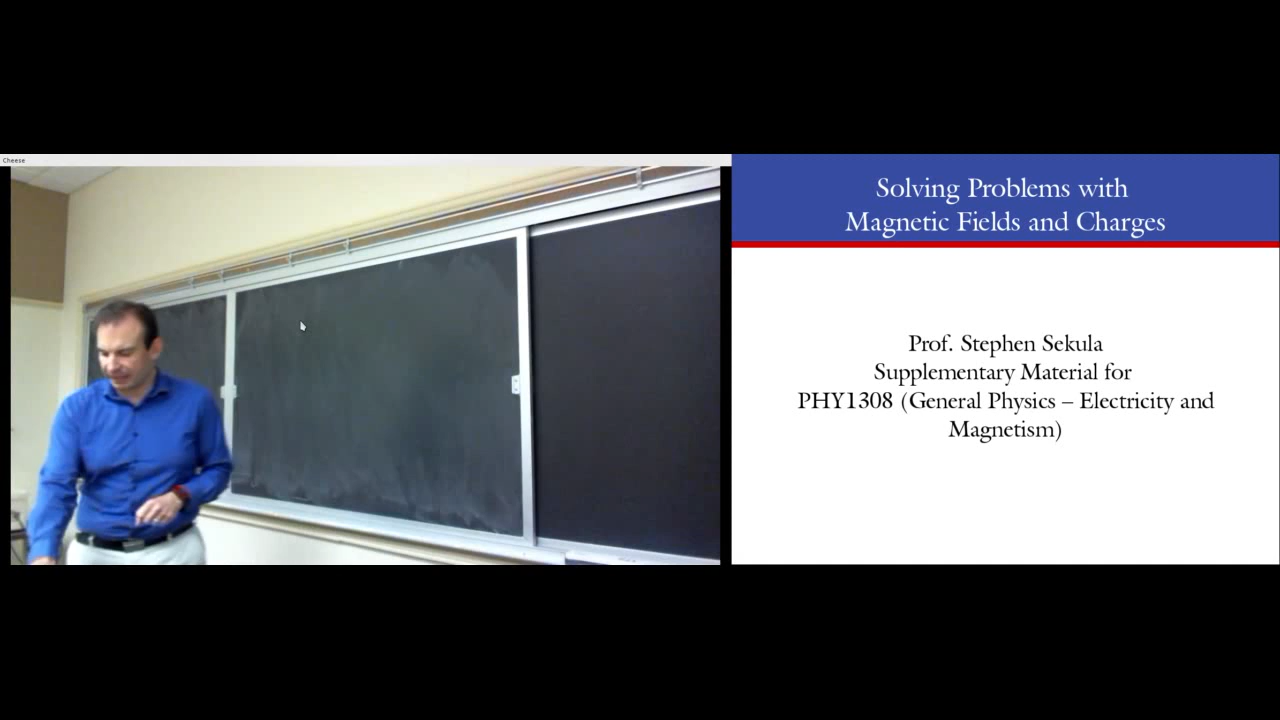 Cheese
Solving Problems with
Magnetic Fields and Charges
Prof. Stephen Sekula
Supplementary Material for
PHY1308 (General Physics – Electricity and
Magnetism)